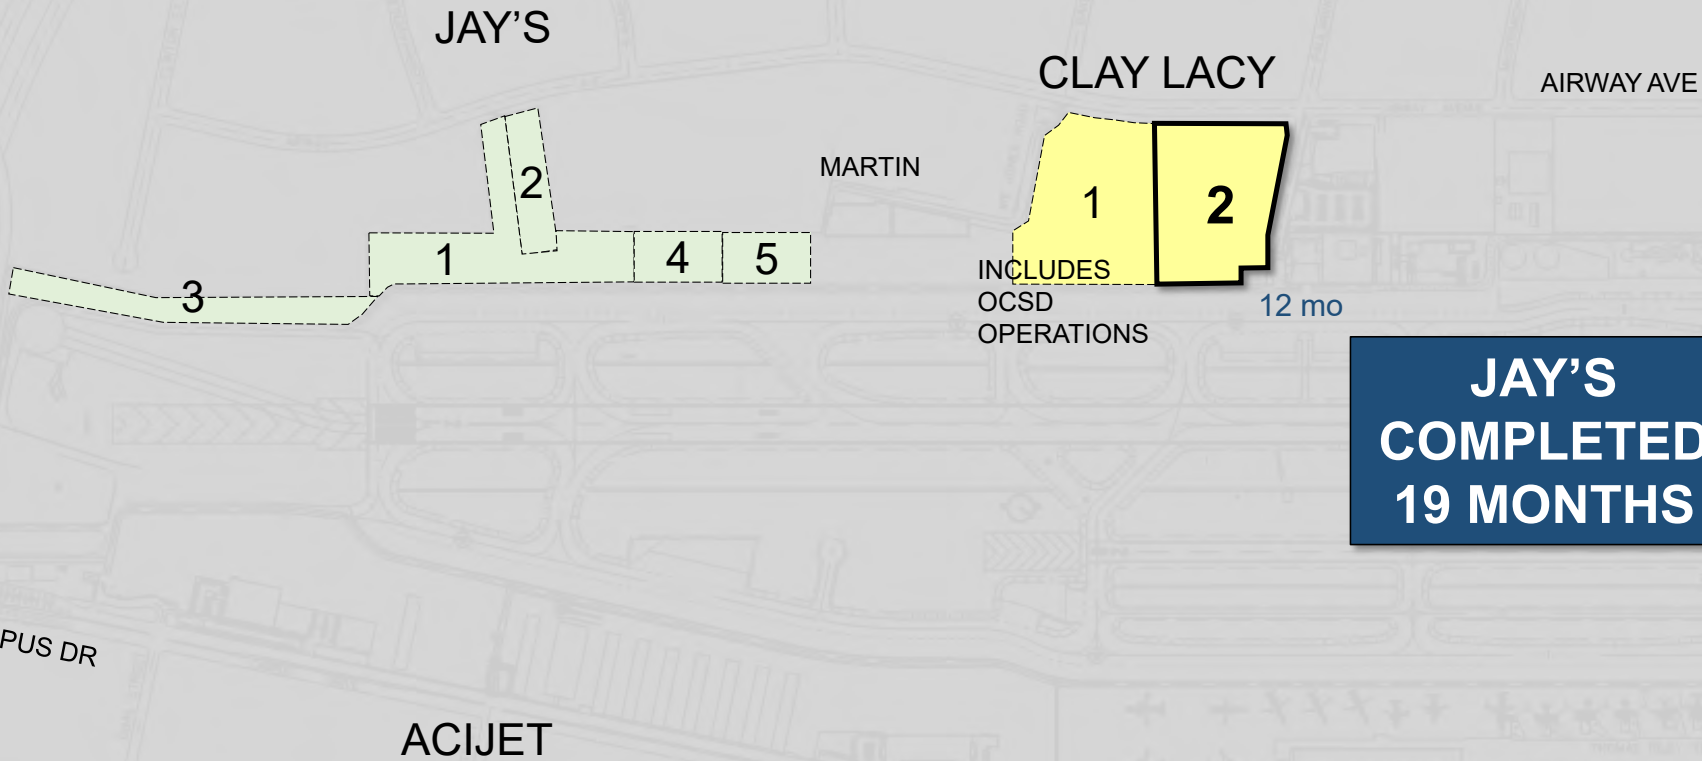 JAY’S
CLAY LACY
AIRWAY AVE
MARTIN
2
1
2
1
4
5
3
INCLUDES
OCSD
OPERATIONS
12 mo
JAY’S
COMPLETED
19 MONTHS
PUS DR
ACIJET